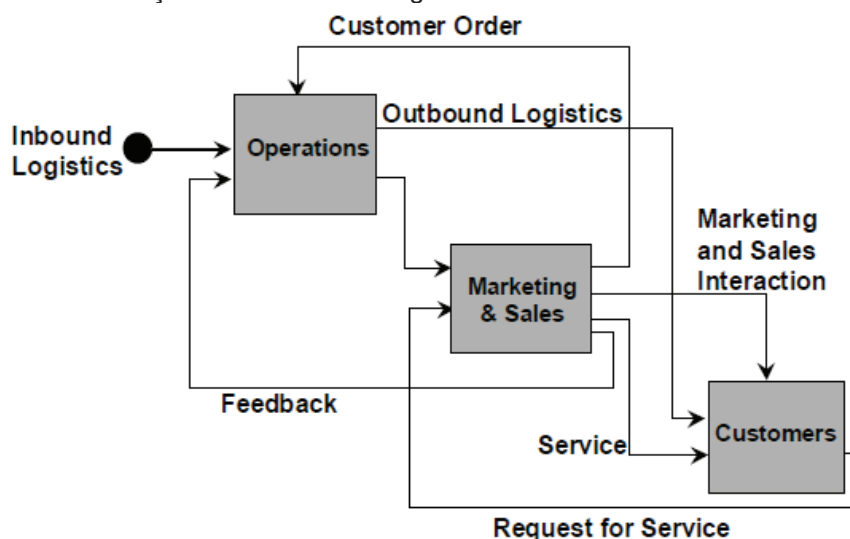 Customer Order
Outbound Logistics
Inbound
Logistics
Operations
Marketing
and Sales
Interaction
Marketing
& Sales
Feedback
Customers
Service
Request for Service